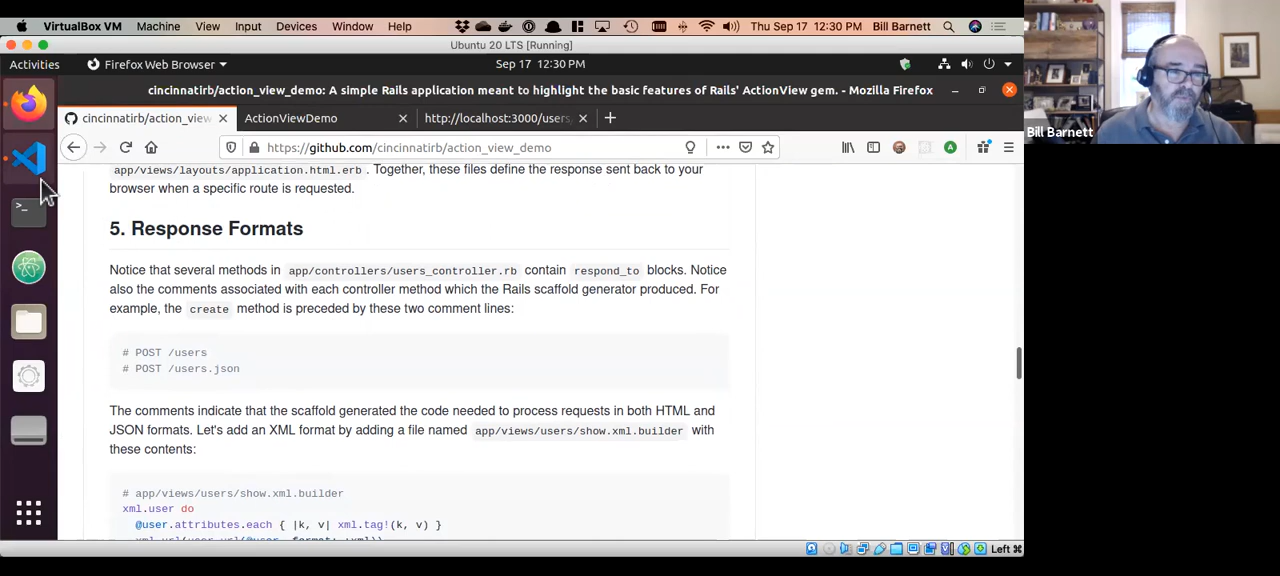 VirtualBox VM Machine View Input Devices Window Help Thu Sep 17 12:30 PM Bill Barnett
Ubuntu 20 LTS [Running]
Activities Firefox Web Browser Sep 17 12:30 PM
cincinnatirb/action_view_demo: A simple Rails application meant to highlight the basic features of Rails' ActionView gem. - Mozilla Firefox
cincinnatirb/action_view ActionViewDemo http://localhost:3000/users
Bill Barnett
https://github.com/cincinnatirb/action_view_demo
app/views/layouts/application.html.erb . Together, these files define the response sent back to your
browser when a specific route is requested.
5. Response Formats
Notice that several methods in app/controllers/users_controller.rb contain respond_to blocks. Notice
also the comments associated with each controller method which the Rails scaffold generator produced. For
example, the create method is preceded by these two comment lines:
# POST /users
# POST /users.json
The comments indicate that the scaffold generated the code needed to process requests in both HTML and
JSON formats. Let's add an XML format by adding a file named app/views/users/show.xml.builder with
these contents:
# app/views/users/show.xml.builder
xml.user do
@user.attributes.each { |k, v| xml.tag!(k, v) }
Left ⌘